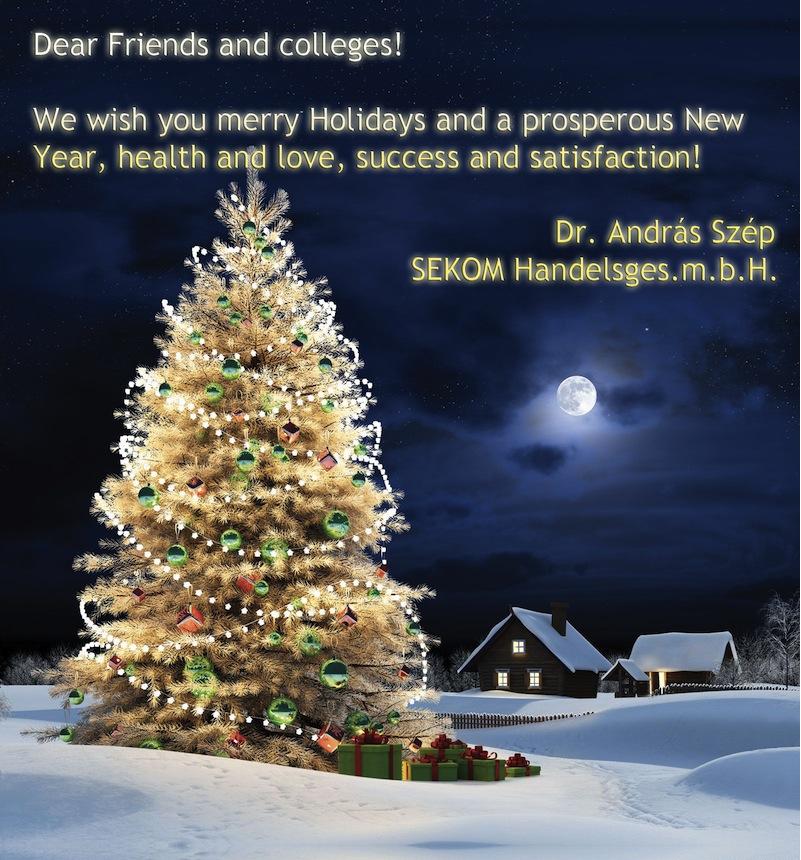 Dear Friends and colleges!
We wish you merry Holidays and a prosperous New
Year, health and love, success and satisfaction!
Dr. András Szép
SEKOM Handelsges.m.b.H.